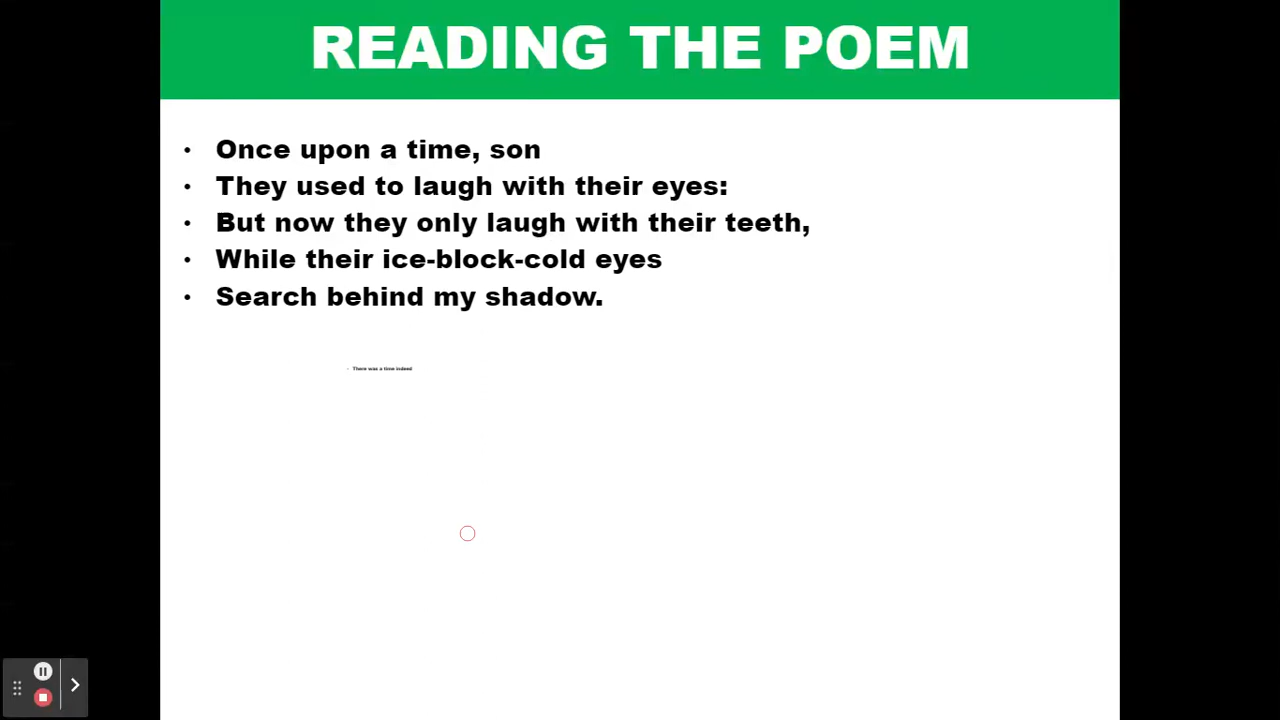 READING THE POEM
• Once upon a time, son
• They used to laugh with their eyes:
• But now they only laugh with their teeth,
• While their ice-block-cold eyes
• Search behind my shadow.
• There was a time indeed